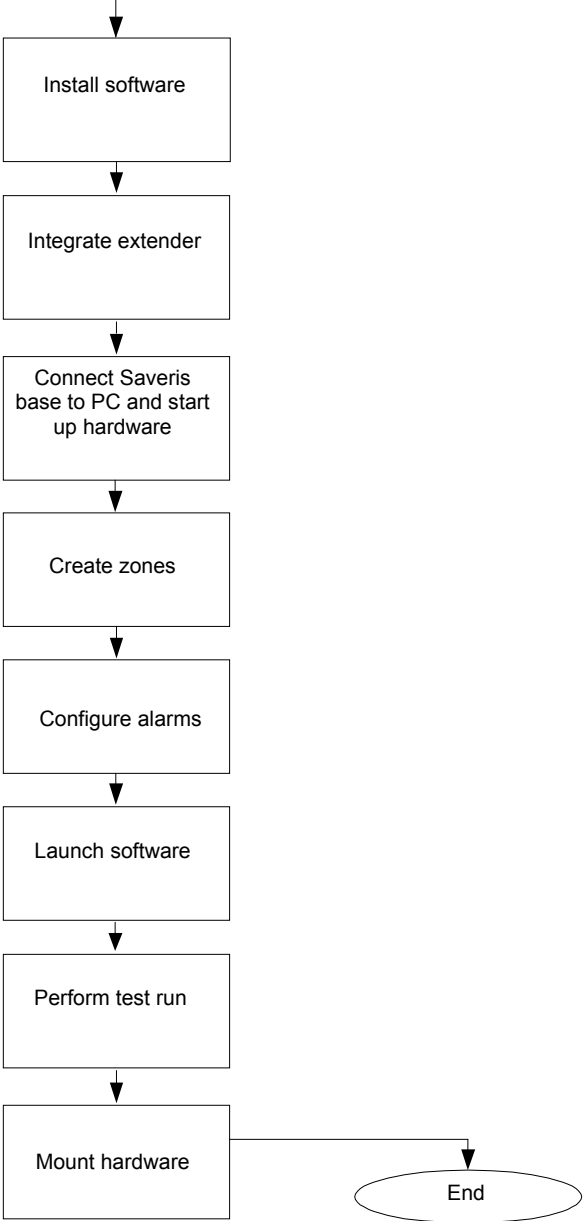 Install software
Integrate extender
Connect Saveris
base to PC and start
up hardware
Create zones
Configure alarms
Launch software
Perform test run
Mount hardware
End